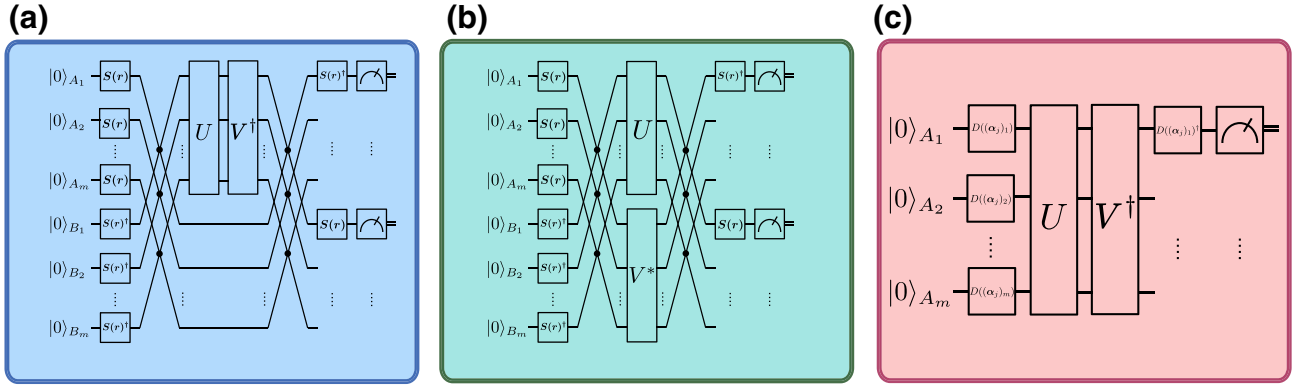 (a)
|0⟩A₁ S(r) S(r)†
|0⟩A₂ S(r)
U V†
|0⟩Aₘ S(r)
|0⟩B₁ S(r)† S(r)
|0⟩B₂ S(r)†
|0⟩Bₘ S(r)†
(b)
|0⟩A₁ S(r) S(r)†
|0⟩A₂ S(r)
U
|0⟩Aₘ S(r)
|0⟩B₁ S(r)† S(r)
|0⟩B₂ S(r)†
V*
|0⟩Bₘ S(r)†
(c)
|0⟩A₁ D((αⱼ)₁) D((αⱼ)₁)†
|0⟩A₂ D((αⱼ)₂)
U V†
|0⟩Aₘ D((αⱼ)ₘ)